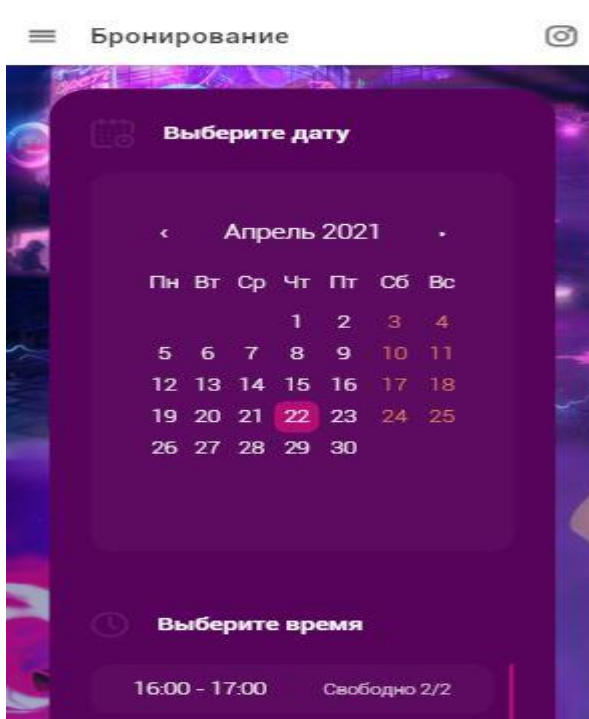 Бронирование
Выберите дату
‹ Апрель 2021 ·
Пн Вт Ср Чт Пт Сб Вс
1 2 3 4
5 6 7 8 9 10 11
12 13 14 15 16 17 18
19 20 21 22 23 24 25
26 27 28 29 30
Выберите время
16:00 - 17:00 Свободно 2/2